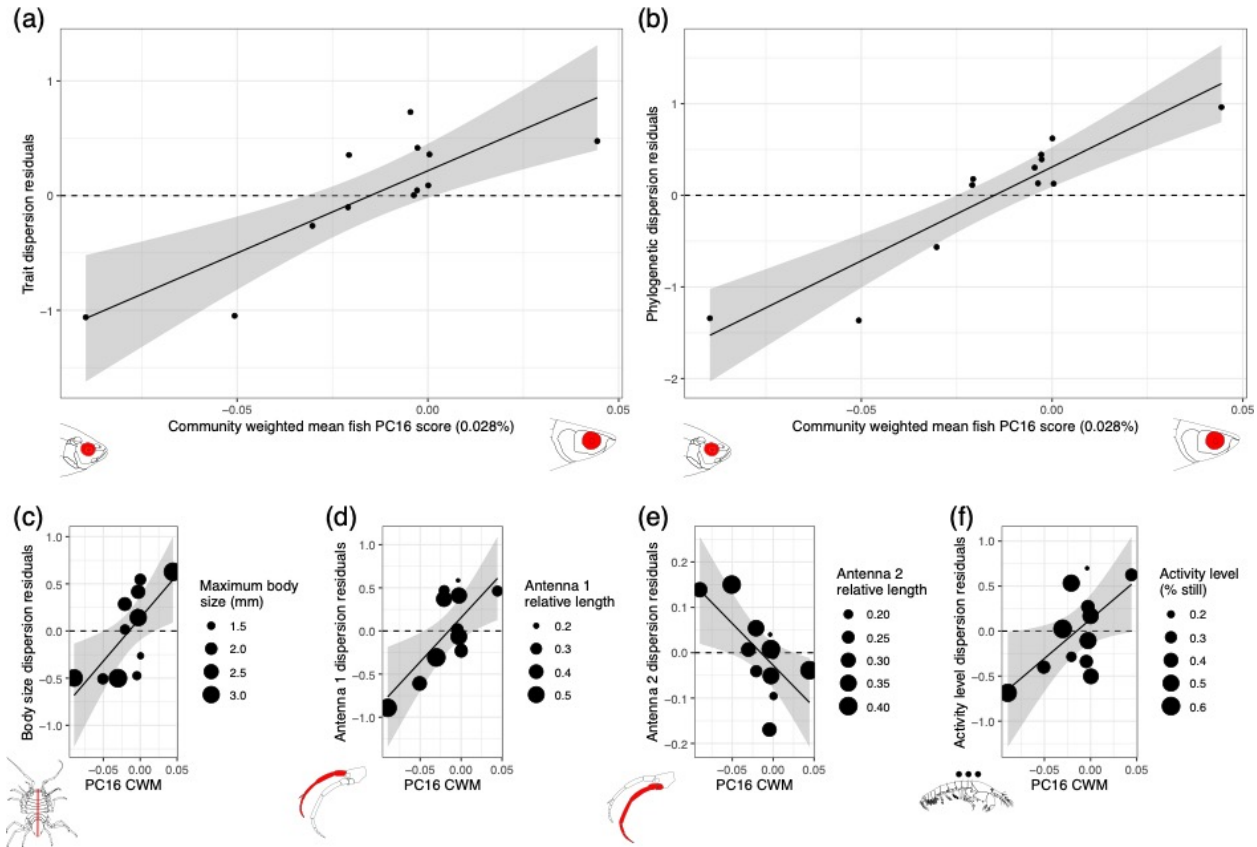 (a)
Trait dispersion residuals
1
0
−1
−0.05
0.00
0.05
Community weighted mean fish PC16 score (0.028%)
(b)
Phylogenetic dispersion residuals
1
0
−1
−2
−0.05
0.00
0.05
Community weighted mean fish PC16 score (0.028%)
(c)
Body size dispersion residuals
1.0
0.5
0.0
−0.5
−1.0
−0.05
0.00
0.05
PC16 CWM
Maximum body
size (mm)
1.5
2.0
2.5
3.0
(d)
Antenna 1 dispersion residuals
1.0
0.5
0.0
−0.5
−1.0
−0.05
0.00
0.05
PC16 CWM
Antenna 1
relative length
0.2
0.3
0.4
0.5
(e)
Antenna 2 dispersion residuals
0.2
0.1
0.0
−0.1
−0.2
−0.05
0.00
0.05
PC16 CWM
Antenna 2
relative length
0.20
0.25
0.30
0.35
0.40
(f)
Activity level dispersion residuals
1.0
0.5
0.0
−0.5
−1.0
−0.05
0.00
0.05
PC16 CWM
Activity level
(% still)
0.2
0.3
0.4
0.5
0.6